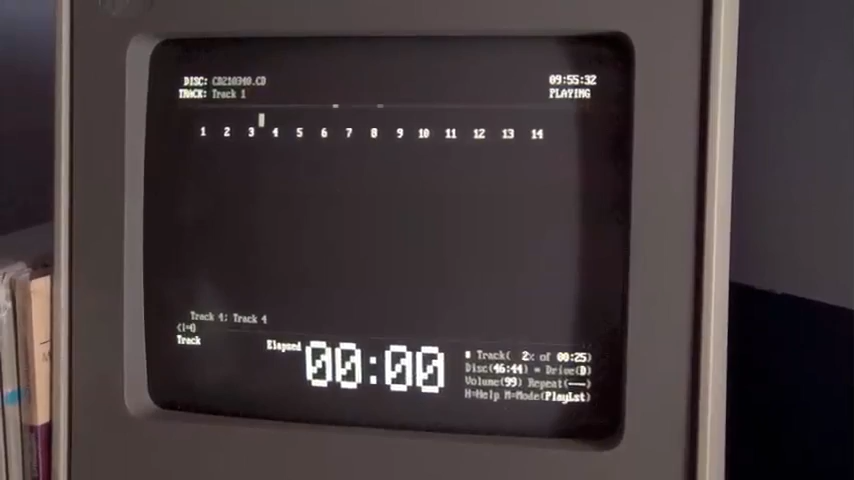 DISC: CD210340.CD
09:55:32
TRACK: Track 1
PLAYING
1 2 3 4 5 6 7 8 9 10 11 12 13 14
Track 4: Track 4
Track
Elapsed
00:00
Track( 2% of 00:25)
Disc(46:44) = Drive(D)
Volume(99) Repeat(---)
H=Help M=Mode(PlayLst)